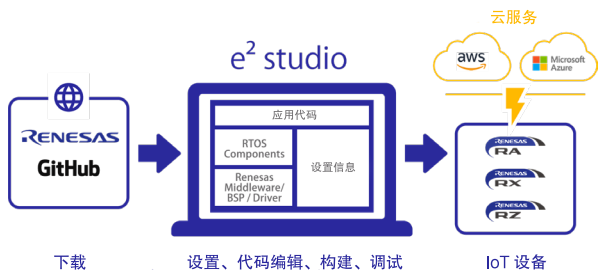 云服务
e² studio
aws
Microsoft
Azure
RENESAS
GitHub
应用代码
RTOS
Components
Renesas
Middleware/
BSP / Driver
设置信息
RENESAS
RA
RENESAS
RX
RENESAS
RZ
下载
设置、代码编辑、构建、调试
IoT 设备